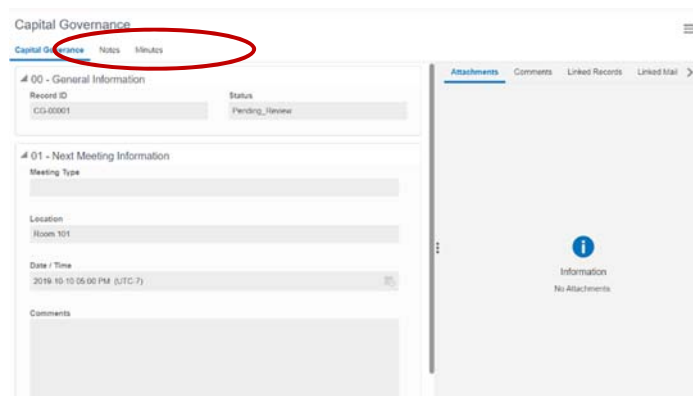 Capital Governance
Capital Goverance Notes Minutes
00 - General Information
Record ID Status
CG-00001 Pending_Review
01 - Next Meeting Information
Meeting Type
Location
Room 101
Date / Time
2019-10-10 05:00 PM (UTC-7)
Comments
Attachments Comments Linked Records Linked Mail
Information
No Attachments